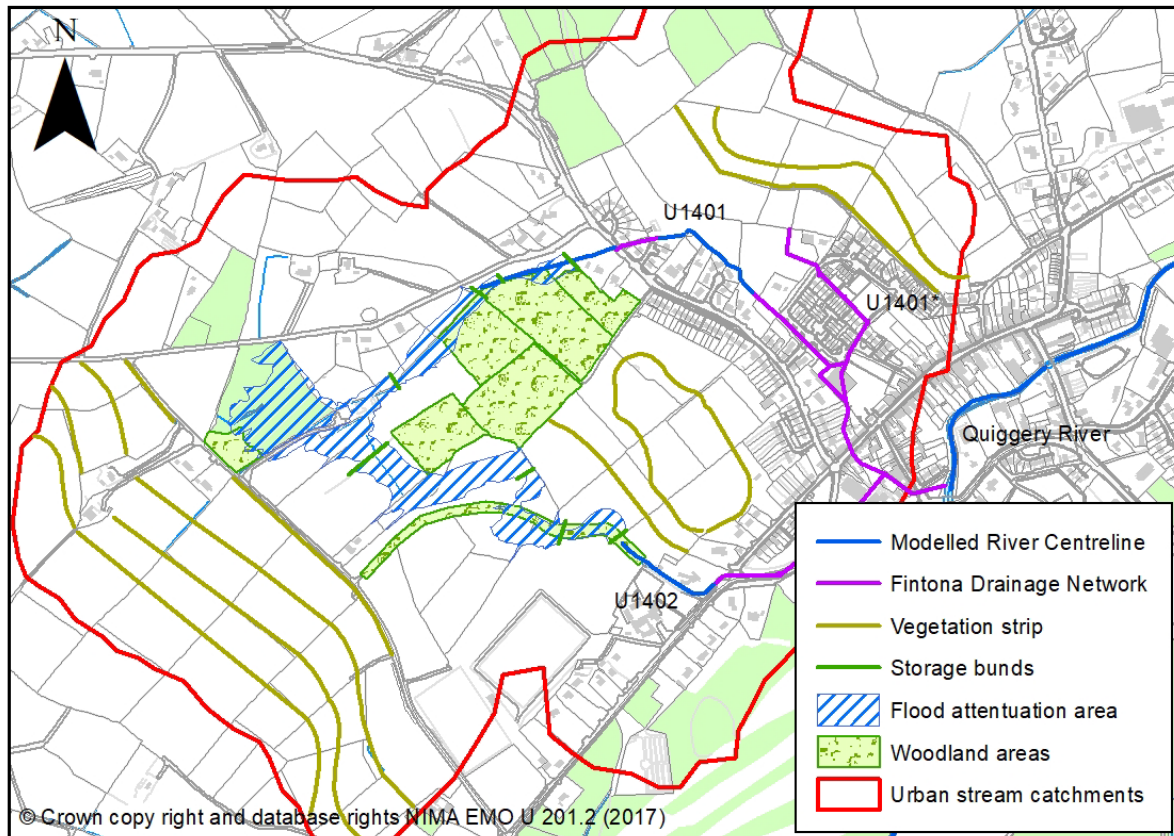 N
U1401
U1401*
Quiggery River
U1402
Modelled River Centreline
Fintona Drainage Network
Vegetation strip
Storage bunds
Flood attentuation area
Woodland areas
Urban stream catchments
© Crown copy right and database rights NIMA EMO U 201.2 (2017)